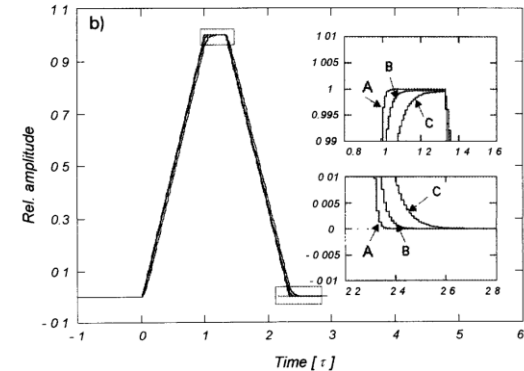 b)
1 1
0 9
0 7
0 5
0 3
0 1
- 0 1
Rel. amplitude
- 1 0 1 2 3 4 5 6
Time [ τ ]
1 01
1 005
1
0 995
0 99
0 8 1 1 2 1 4 1 6
A B C
0 01
0 005
0
- 0 005
- 0 01
2 2 2 4 2 6 2 8
A B C